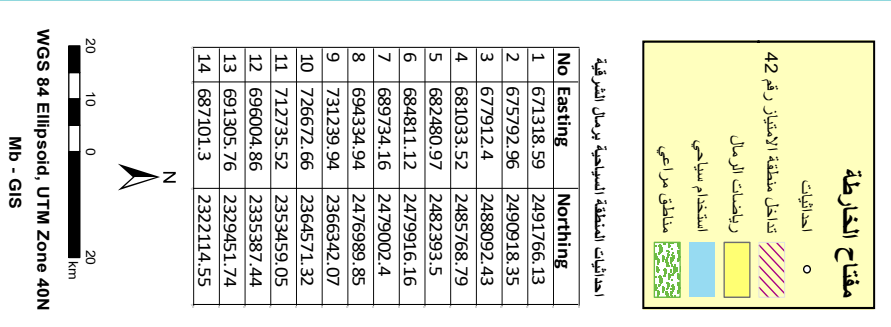 مفتاح الخارطة
احداثيات
تداخل منطقة الامتياز رقم 42
رياضات الرمال
استخدام سياحي
مناطق مراعي
احداثيات المنطقة السياحية برمال الشرقية
No Easting Northing
1 671318.59 2491766.13
2 675792.96 2490918.35
3 677912.4 2488092.43
4 681033.52 2485768.79
5 682480.97 2482393.5
6 684811.12 2479916.16
7 689734.16 2479002.4
8 694334.94 2476989.85
9 731239.94 2366342.07
10 726672.66 2364571.32
11 712735.52 2353459.05
12 696004.86 2335387.44
13 691305.76 2329451.74
14 687101.3 2322114.55
N
20 10 0 20
km
WGS 84 Ellipsoid, UTM Zone 40N
Mb - GIS